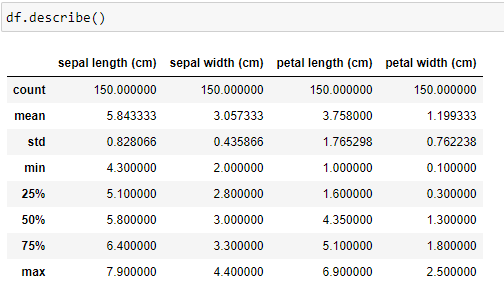 df.describe()
sepal length (cm) sepal width (cm) petal length (cm) petal width (cm)
count 150.000000 150.000000 150.000000 150.000000
mean 5.843333 3.057333 3.758000 1.199333
std 0.828066 0.435866 1.765298 0.762238
min 4.300000 2.000000 1.000000 0.100000
25% 5.100000 2.800000 1.600000 0.300000
50% 5.800000 3.000000 4.350000 1.300000
75% 6.400000 3.300000 5.100000 1.800000
max 7.900000 4.400000 6.900000 2.500000